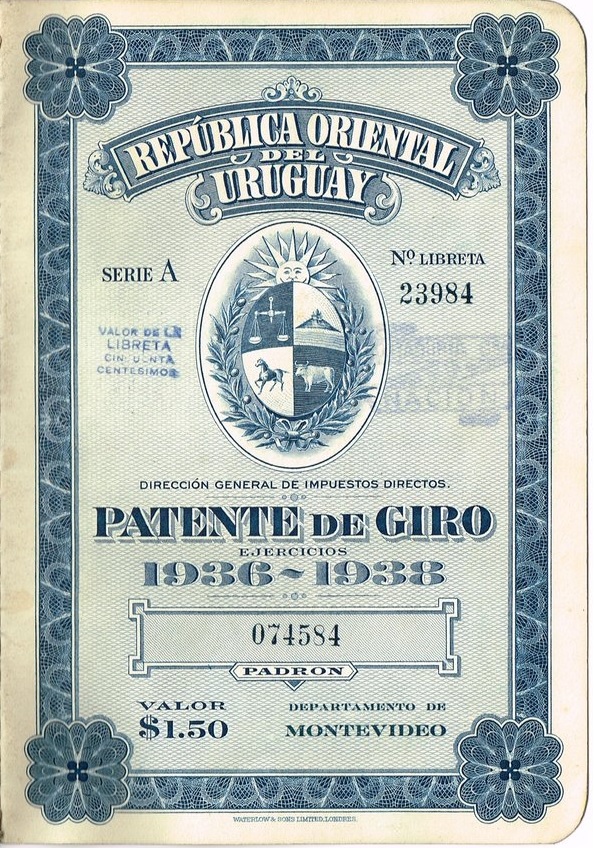 REPÚBLICA ORIENTAL
DEL
URUGUAY
SERIE A
Nº LIBRETA
23984
VALOR DE LA
LIBRETA
CENTESIMOS
DIRECCIÓN GENERAL DE IMPUESTOS DIRECTOS.
PATENTE DE GIRO
EJERCICIOS
1936~1938
074584
PADRON
VALOR
$1.50
DEPARTAMENTO DE
MONTEVIDEO
WATERLOW & SONS LIMITED, LONDRES.